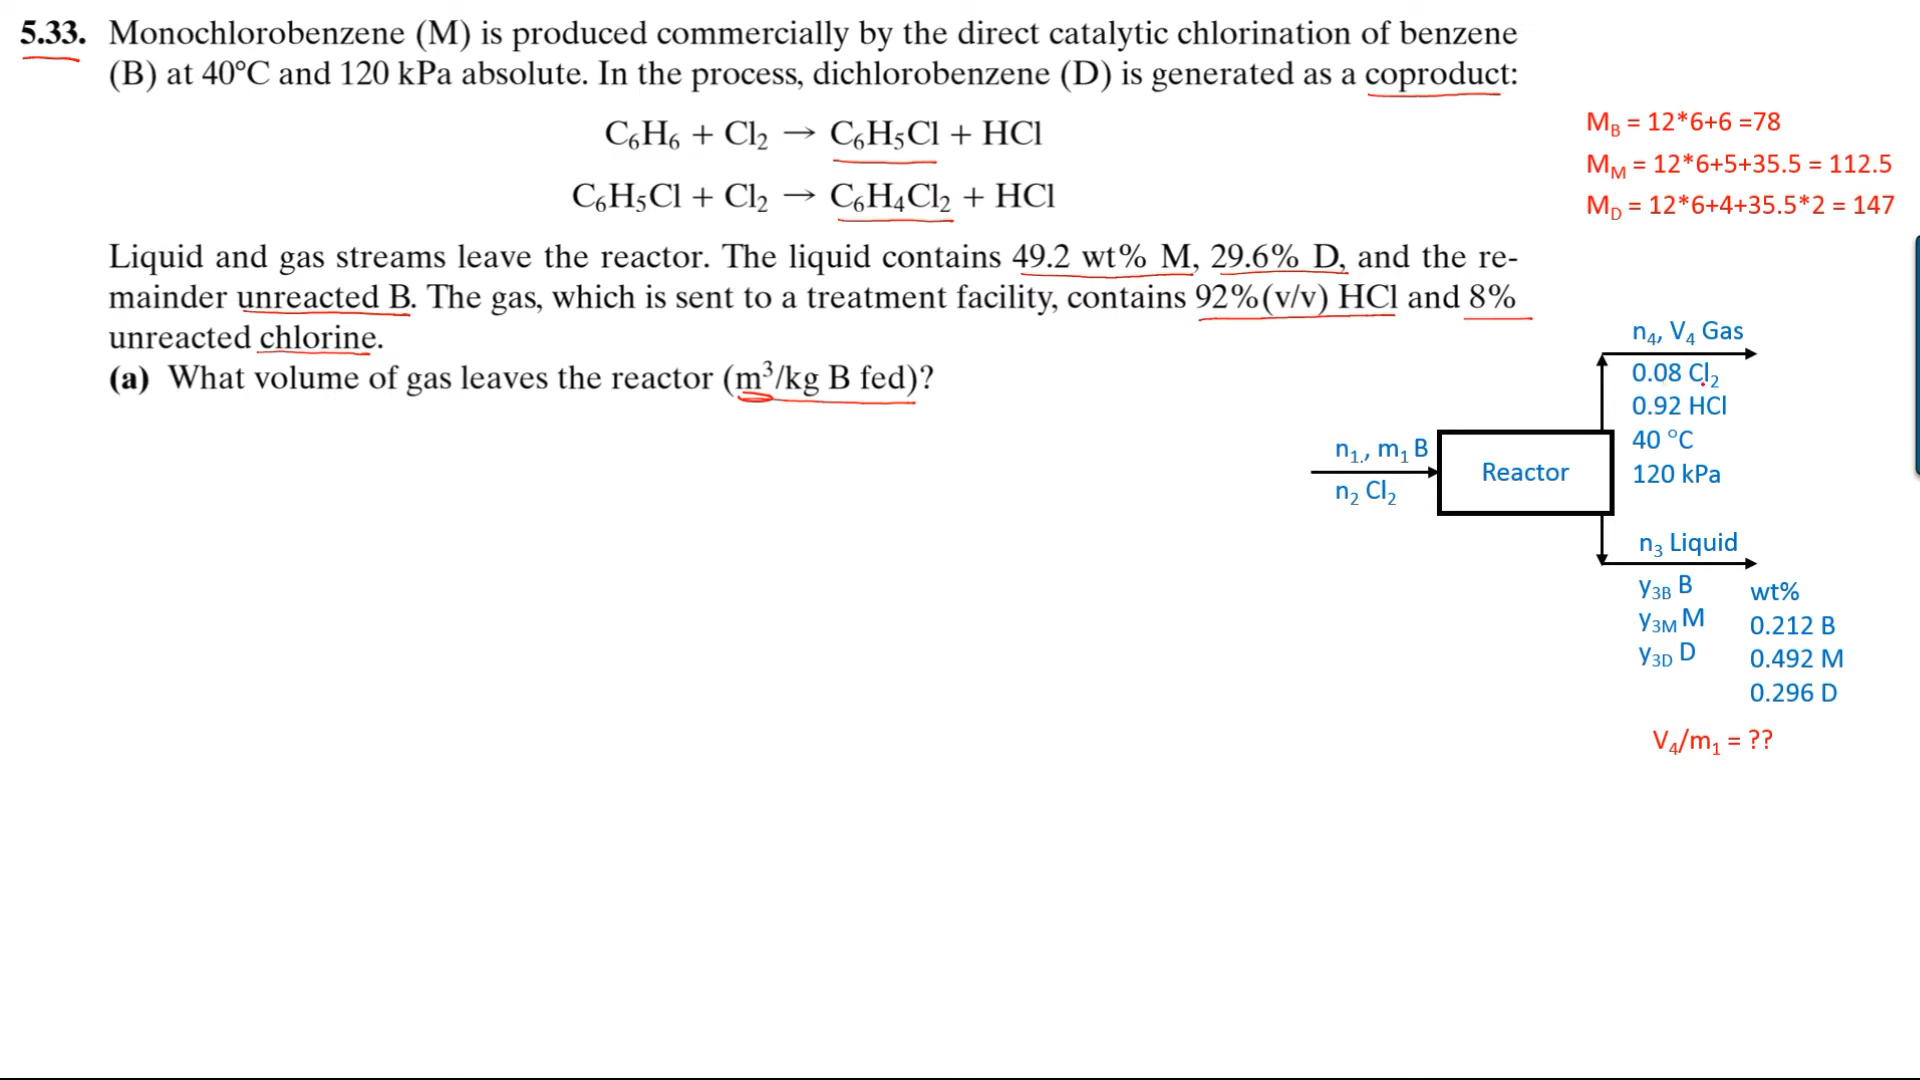 5.33. Monochlorobenzene (M) is produced commercially by the direct catalytic chlorination of benzene
(B) at 40°C and 120 kPa absolute. In the process, dichlorobenzene (D) is generated as a coproduct:
C₆H₆ + Cl₂ → C₆H₅Cl + HCl
C₆H₅Cl + Cl₂ → C₆H₄Cl₂ + HCl
M_B = 12*6+6 =78
M_M = 12*6+5+35.5 = 112.5
M_D = 12*6+4+35.5*2 = 147
Liquid and gas streams leave the reactor. The liquid contains 49.2 wt% M, 29.6% D, and the re-
mainder unreacted B. The gas, which is sent to a treatment facility, contains 92%(v/v) HCl and 8%
unreacted chlorine.
(a) What volume of gas leaves the reactor (m³/kg B fed)?
n₄, V₄ Gas
0.08 Cl₂
0.92 HCl
40 °C
120 kPa
n₁., m₁ B
n₂ Cl₂
Reactor
n₃ Liquid
y₃B B
y₃M M
y₃D D
wt%
0.212 B
0.492 M
0.296 D
V₄/m₁ = ??